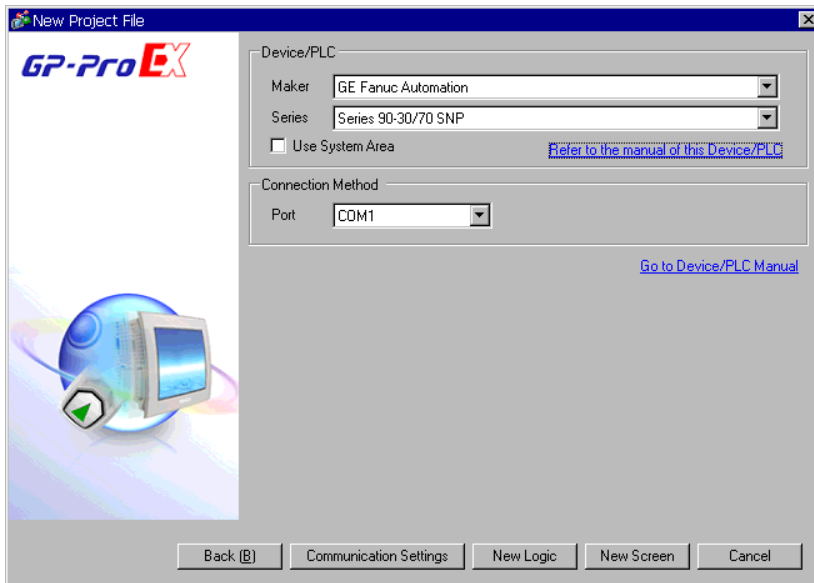 New Project File
GP-Pro EX
Device/PLC
Maker GE Fanuc Automation
Series Series 90-30/70 SNP
Use System Area Refer to the manual of this Device/PLC
Connection Method
Port COM1
Go to Device/PLC Manual
Back (B) Communication Settings New Logic New Screen Cancel